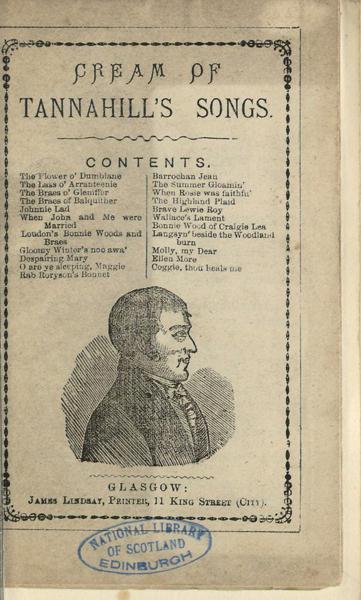 CREAM OF
TANNAHILL'S SONGS.
CONTENTS.
The Flower o' Dumblane
The Lass o' Arranteenie
The Braes o' Gleniffer
The Braes of Balquither
Johnnie Lad
When John and Me were
Married
Loudon's Bonnie Woods and
Braes
Gloomy Winter's noo awa'
Despairing Mary
O are ye sleeping, Maggie
Rab Roryson's Bonnet
Barrochan Jean
The Summer Gloamin'
When Rosie was faithfu'
The Highland Plaid
Brave Lewie Roy
Wallace's Lament
Bonnie Wood of Craigie Lea
Langsyn' beside the Woodland
burn
Molly, my Dear
Ellen More
Coggie, thou heals me
GLASGOW:
JAMES LINDSAY, PRINTER, 11 KING STREET (CITY).
NATIONAL LIBRARY
OF SCOTLAND
EDINBURGH